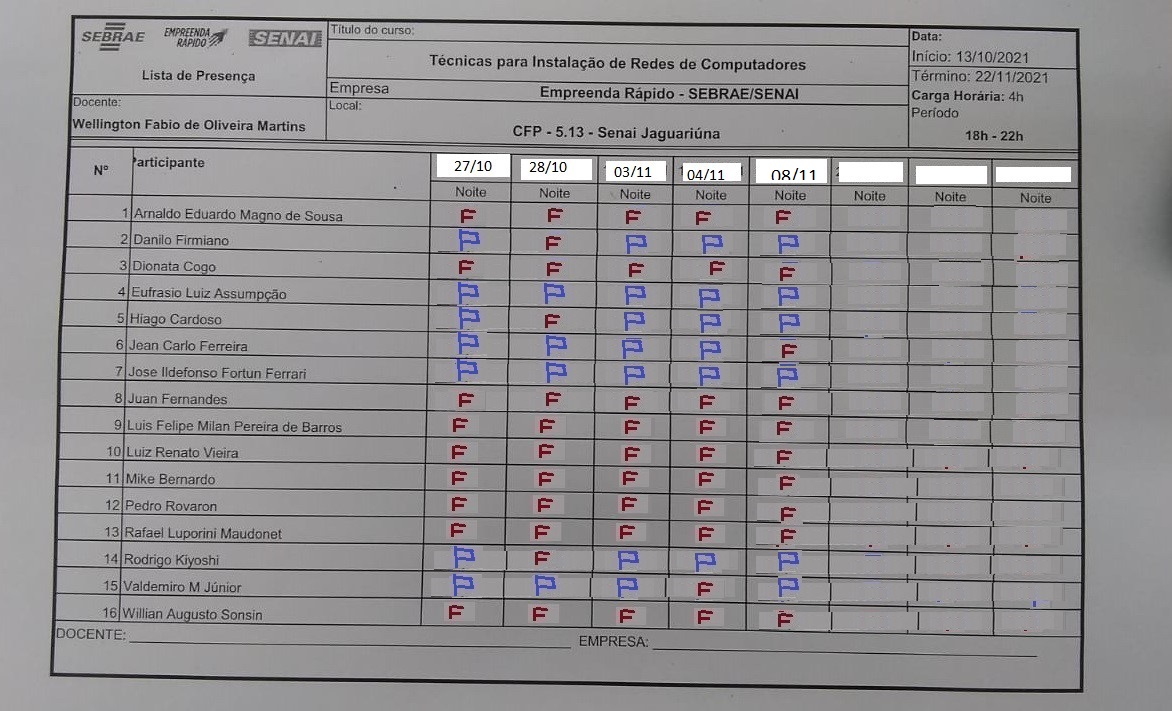 SEBRAE EMPREENDA RÁPIDO SENAI
Lista de Presença
Docente:
Wellington Fabio de Oliveira Martins
Título do curso:
Técnicas para Instalação de Redes de Computadores
Empresa Empreenda Rápido - SEBRAE/SENAI
Local:
CFP - 5.13 - Senai Jaguariúna
Data:
Início: 13/10/2021
Término: 22/11/2021
Carga Horária: 4h
Período
18h - 22h
Nº Participante 27/10 28/10 03/11 04/11 08/11
Noite Noite Noite Noite Noite Noite Noite Noite
1 Arnaldo Eduardo Magno de Sousa F F F F F
2 Danilo Firmiano P F P P P
3 Dionata Cogo F F F F F
4 Eufrasio Luiz Assumpção P P P P P
5 Hiago Cardoso P F P P P
6 Jean Carlo Ferreira P P P P F
7 Jose Ildefonso Fortun Ferrari P P P P P
8 Juan Fernandes F F F F F
9 Luis Felipe Milan Pereira de Barros F F F F F
10 Luiz Renato Vieira F F F F F
11 Mike Bernardo F F F F F
12 Pedro Rovaron F F F F F
13 Rafael Luporini Maudonet F F F F F
14 Rodrigo Kiyoshi P F P P P
15 Valdemiro M Júnior P P P F P
16 Willian Augusto Sonsin F F F F F
DOCENTE: EMPRESA: